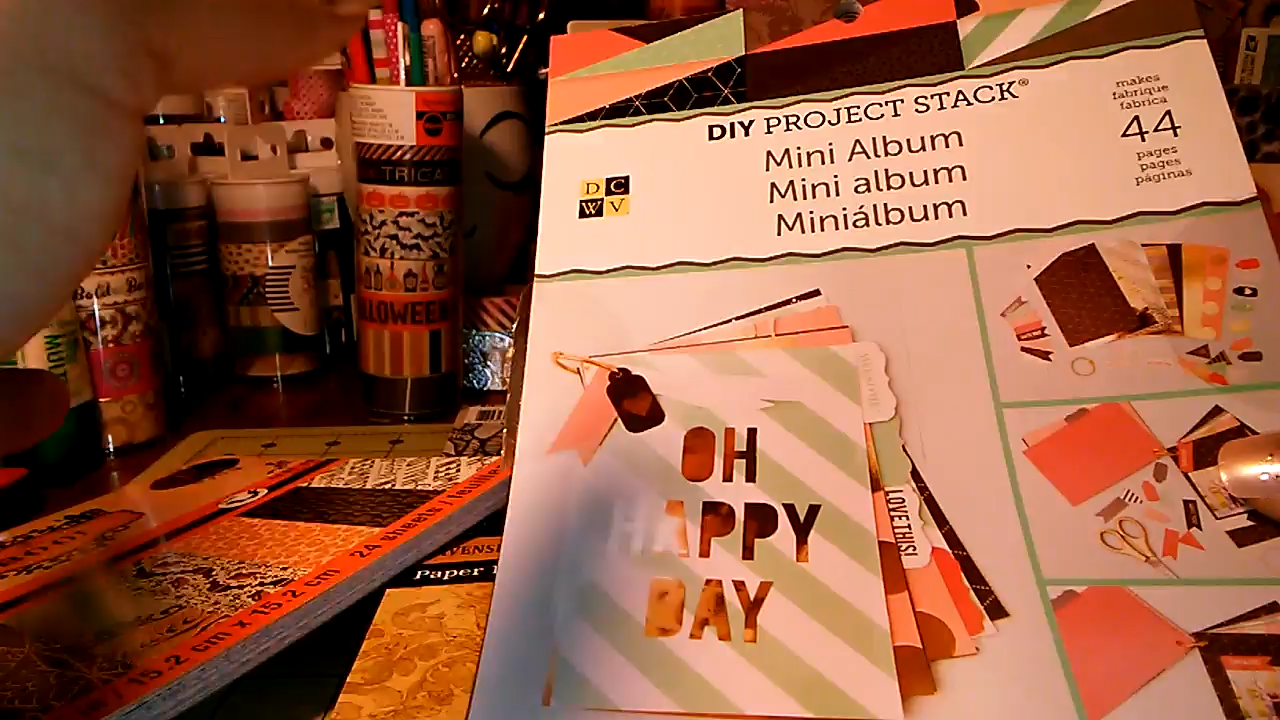 DIY PROJECT STACK®
Mini Album
Mini album
Miniálbum
makes
fabrique
fabrica
44
pages
pages
páginas
D C
W V
OH
HAPPY
DAY
LOVE THIS!
TRICK
HALLOWEEN
24 sheets /
15.2 cm x 15.2 cm
Paper